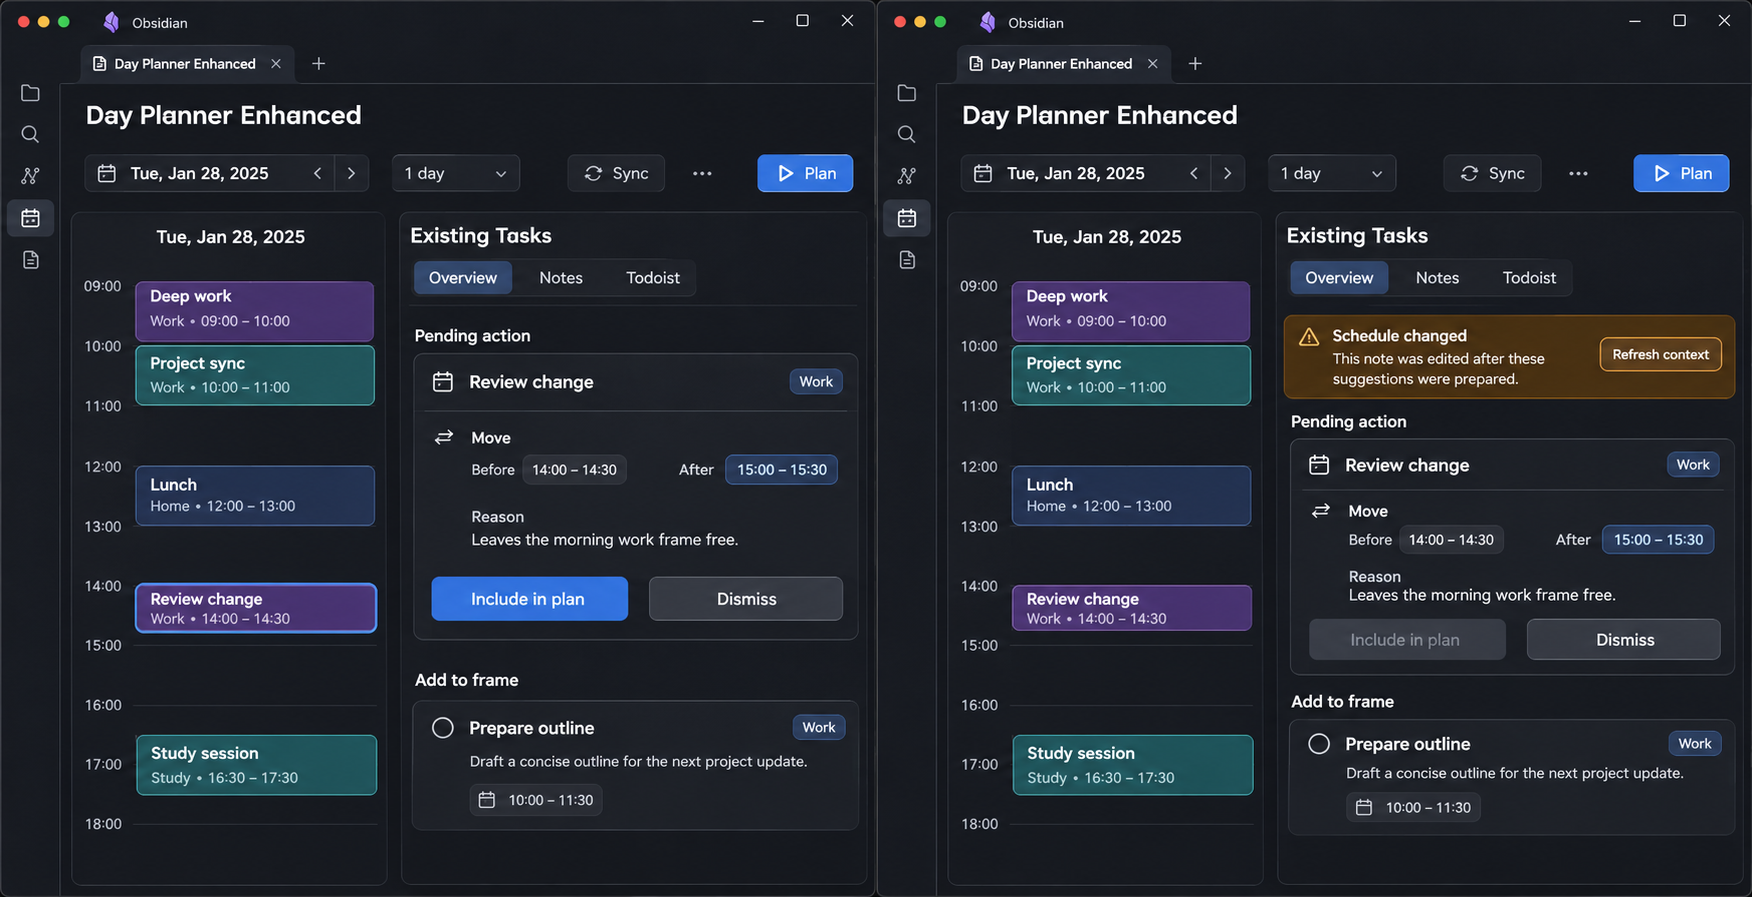 Obsidian
Day Planner Enhanced
Day Planner Enhanced
Tue, Jan 28, 2025
1 day
Sync
Plan
Tue, Jan 28, 2025
09:00
Deep work
Work • 09:00 – 10:00
10:00
Project sync
Work • 10:00 – 11:00
11:00
12:00
Lunch
Home • 12:00 – 13:00
13:00
14:00
Review change
Work • 14:00 – 14:30
15:00
16:00
Study session
17:00
Study • 16:30 – 17:30
18:00
Existing Tasks
Overview
Notes
Todoist
Pending action
Review change
Work
Move
Before 14:00 – 14:30 After 15:00 – 15:30
Reason
Leaves the morning work frame free.
Include in plan
Dismiss
Add to frame
Prepare outline
Work
Draft a concise outline for the next project update.
10:00 – 11:30
Obsidian
Day Planner Enhanced
Day Planner Enhanced
Tue, Jan 28, 2025
1 day
Sync
Plan
Tue, Jan 28, 2025
09:00
Deep work
Work • 09:00 – 10:00
10:00
Project sync
Work • 10:00 – 11:00
11:00
12:00
Lunch
Home • 12:00 – 13:00
13:00
14:00
Review change
Work • 14:00 – 14:30
15:00
16:00
Study session
17:00
Study • 16:30 – 17:30
18:00
Existing Tasks
Overview
Notes
Todoist
Schedule changed
This note was edited after these
suggestions were prepared.
Refresh context
Pending action
Review change
Work
Move
Before 14:00 – 14:30 After 15:00 – 15:30
Reason
Leaves the morning work frame free.
Include in plan
Dismiss
Add to frame
Prepare outline
Work
Draft a concise outline for the next project update.
10:00 – 11:30